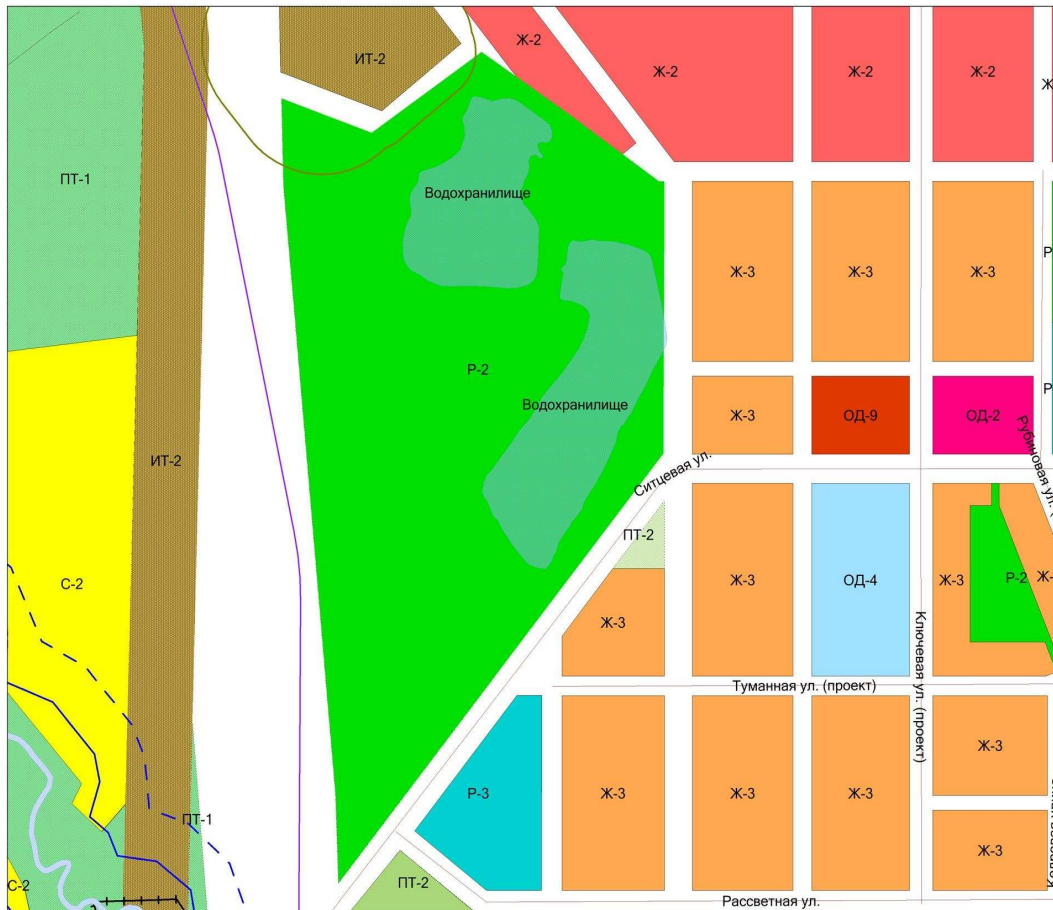 Ж-2
ИТ-2
Ж-2
Ж-2
Ж-2
Ж
ПТ-1
Водохранилище
Р
Ж-3
Ж-3
Ж-3
Р-2
Р
Водохранилище
Ж-3
ОД-9
ОД-2
Рубиновая ул. (
ИТ-2
Ситцевая ул.
ПТ-2
С-2
Ж-3
ОД-4
Ж-3
Р-2
Ж-
Ж-3
Ключевая ул. (проект)
Туманная ул. (проект)
Ж-3
Р-3
Ж-3
Ж-3
Ж-3
ПТ-1
Ж-3
С-2
ПТ-2
Рассветная ул.